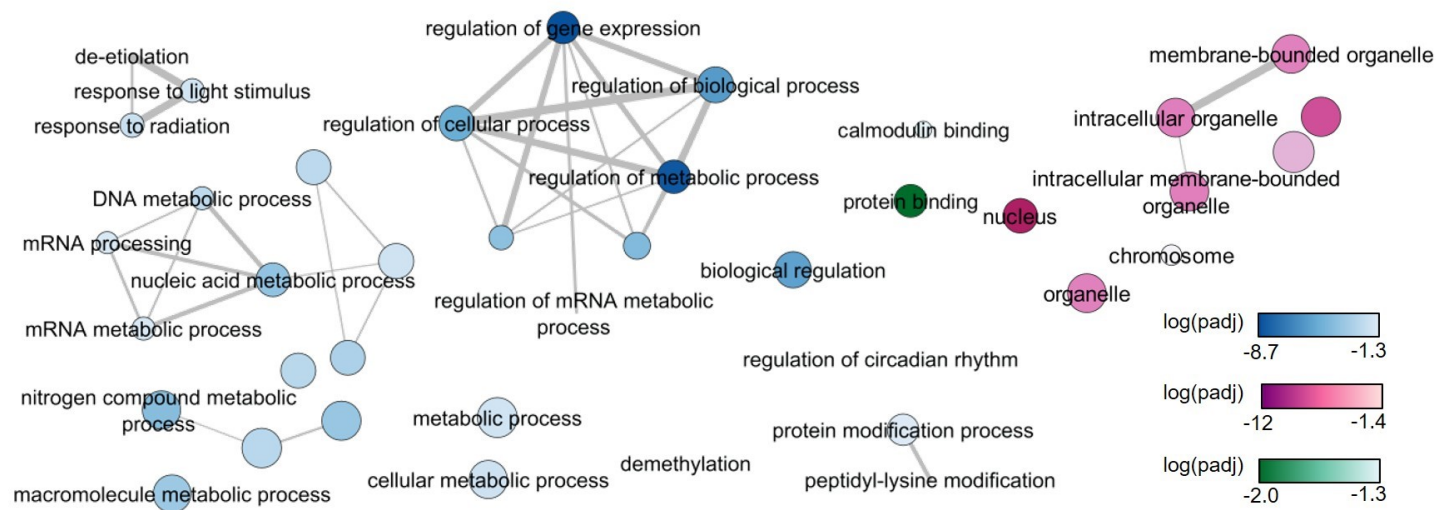 regulation of gene expression
de-etiolation
membrane-bounded organelle
response to light stimulus
regulation of biological process
response to radiation
regulation of cellular process
calmodulin binding
intracellular organelle
regulation of metabolic process
intracellular membrane-bounded
organelle
DNA metabolic process
protein binding
nucleus
mRNA processing
nucleic acid metabolic process
biological regulation
chromosome
organelle
regulation of mRNA metabolic
process
mRNA metabolic process
log(padj)
-8.7 -1.3
regulation of circadian rhythm
nitrogen compound metabolic
process
metabolic process
protein modification process
log(padj)
-12 -1.4
demethylation
cellular metabolic process
peptidyl-lysine modification
macromolecule metabolic process
log(padj)
-2.0 -1.3